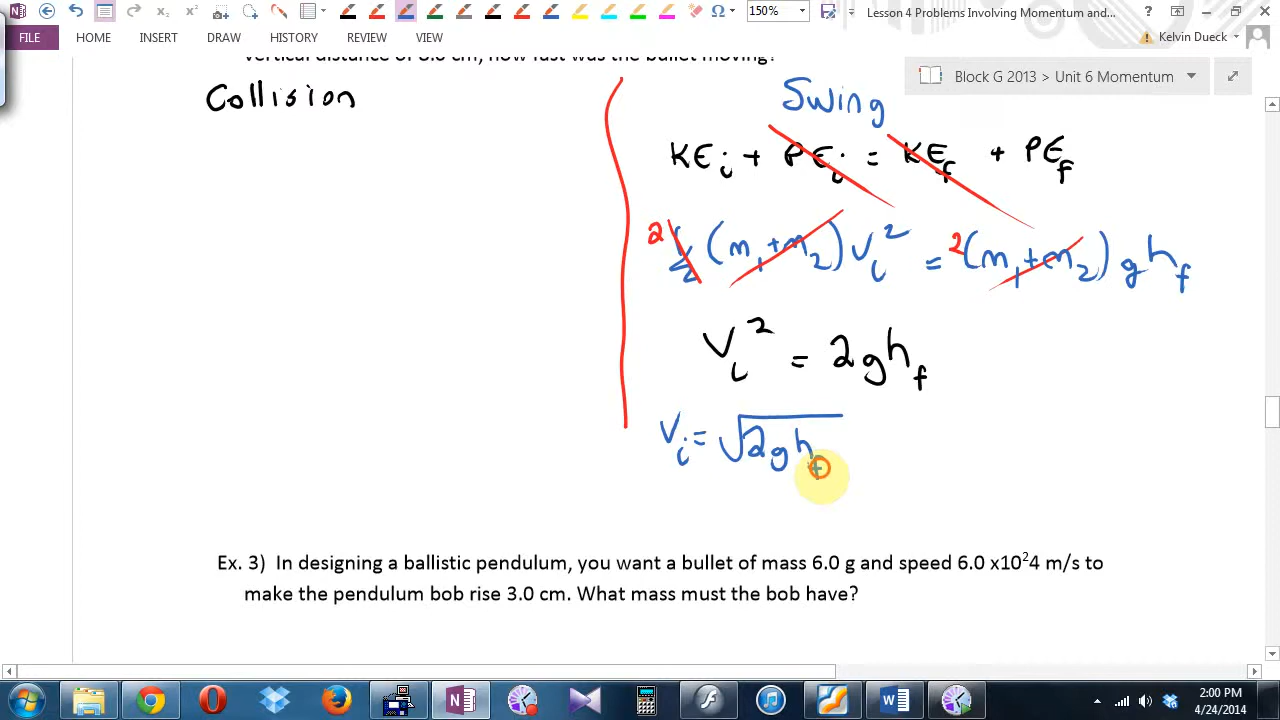 150%
Lesson 4 Problems Involving Momentum and...
FILE HOME INSERT DRAW HISTORY REVIEW VIEW
Kelvin Dueck
Block G 2013 > Unit 6 Momentum
Collision
Swing
KEi + PEi = KEf + PEf
2 1/2 (m1+m2) Vi² = 2 (m1+m2) ghf
Vi² = 2ghf
Vi = √2ghf
Ex. 3) In designing a ballistic pendulum, you want a bullet of mass 6.0 g and speed 6.0 x10²4 m/s to
make the pendulum bob rise 3.0 cm. What mass must the bob have?
2:00 PM
4/24/2014